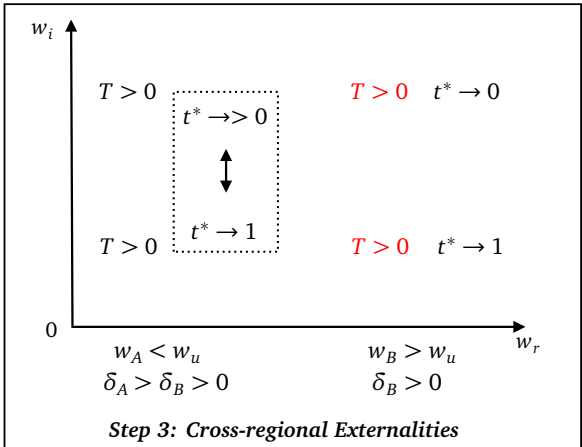 w_i
T > 0
t* →> 0
T > 0 t* → 0
T > 0
t* → 1
T > 0 t* → 1
0
w_r
w_A < w_u
w_B > w_u
δ_A > δ_B > 0
δ_B > 0
Step 3: Cross-regional Externalities